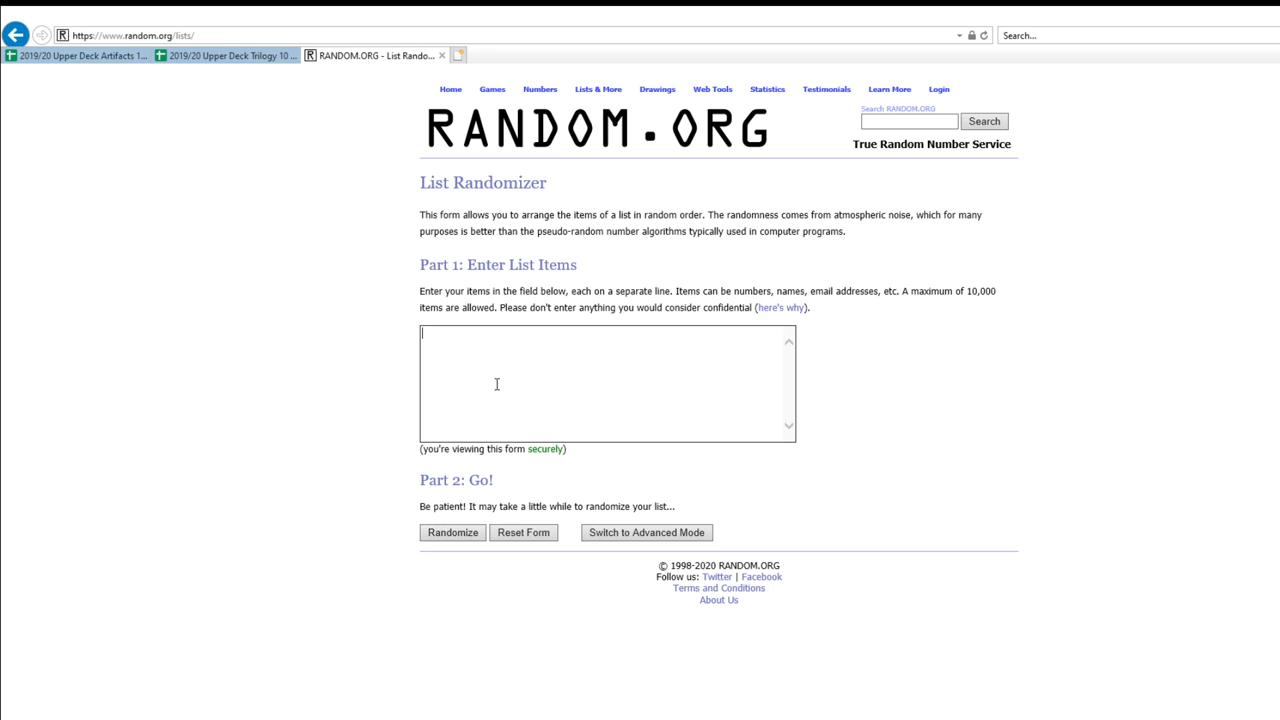 https://www.random.org/lists/
Search...
2019/20 Upper Deck Artifacts 1...
2019/20 Upper Deck Trilogy 10 ...
RANDOM.ORG - List Rando...
Home Games Numbers Lists & More Drawings Web Tools Statistics Testimonials Learn More Login
RANDOM.ORG
Search RANDOM.ORG
Search
True Random Number Service
List Randomizer
This form allows you to arrange the items of a list in random order. The randomness comes from atmospheric noise, which for many
purposes is better than the pseudo-random number algorithms typically used in computer programs.
Part 1: Enter List Items
Enter your items in the field below, each on a separate line. Items can be numbers, names, email addresses, etc. A maximum of 10,000
items are allowed. Please don't enter anything you would consider confidential (here's why).
(you're viewing this form securely)
Part 2: Go!
Be patient! It may take a little while to randomize your list...
Randomize Reset Form Switch to Advanced Mode
© 1998-2020 RANDOM.ORG
Follow us: Twitter | Facebook
Terms and Conditions
About Us